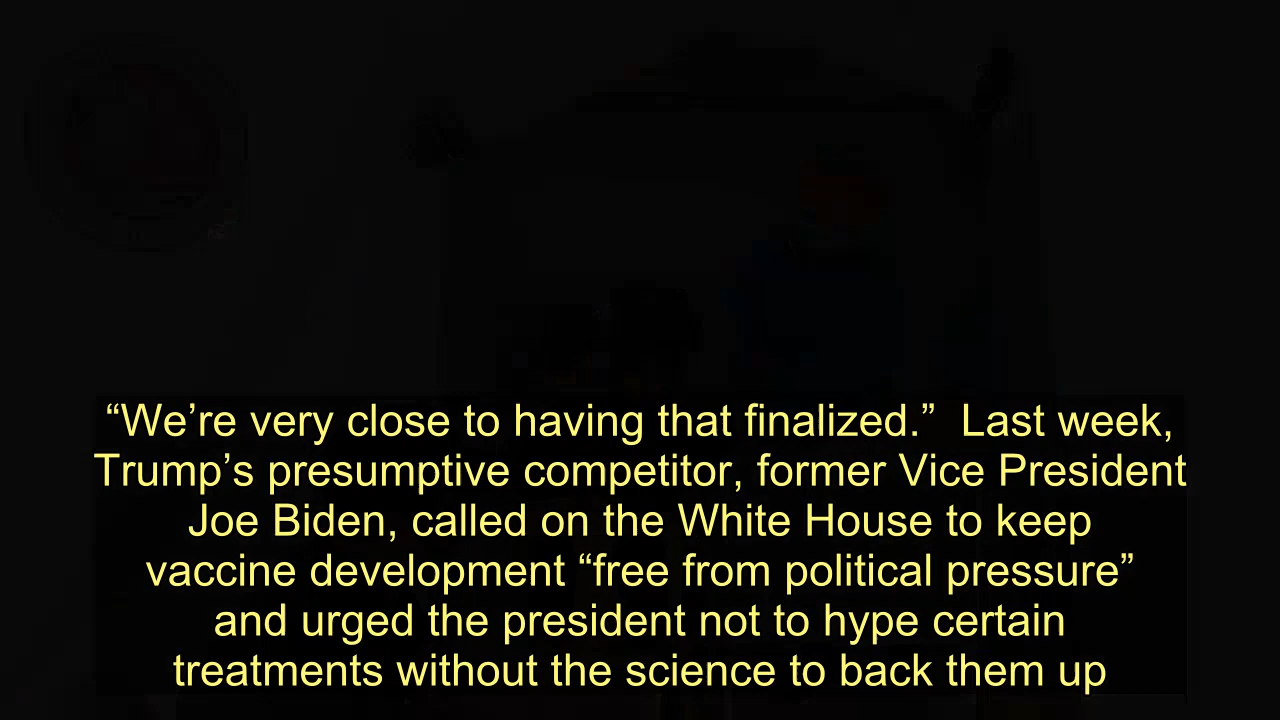 “We’re very close to having that finalized.”  Last week,
Trump’s presumptive competitor, former Vice President
Joe Biden, called on the White House to keep
vaccine development “free from political pressure”
and urged the president not to hype certain
treatments without the science to back them up